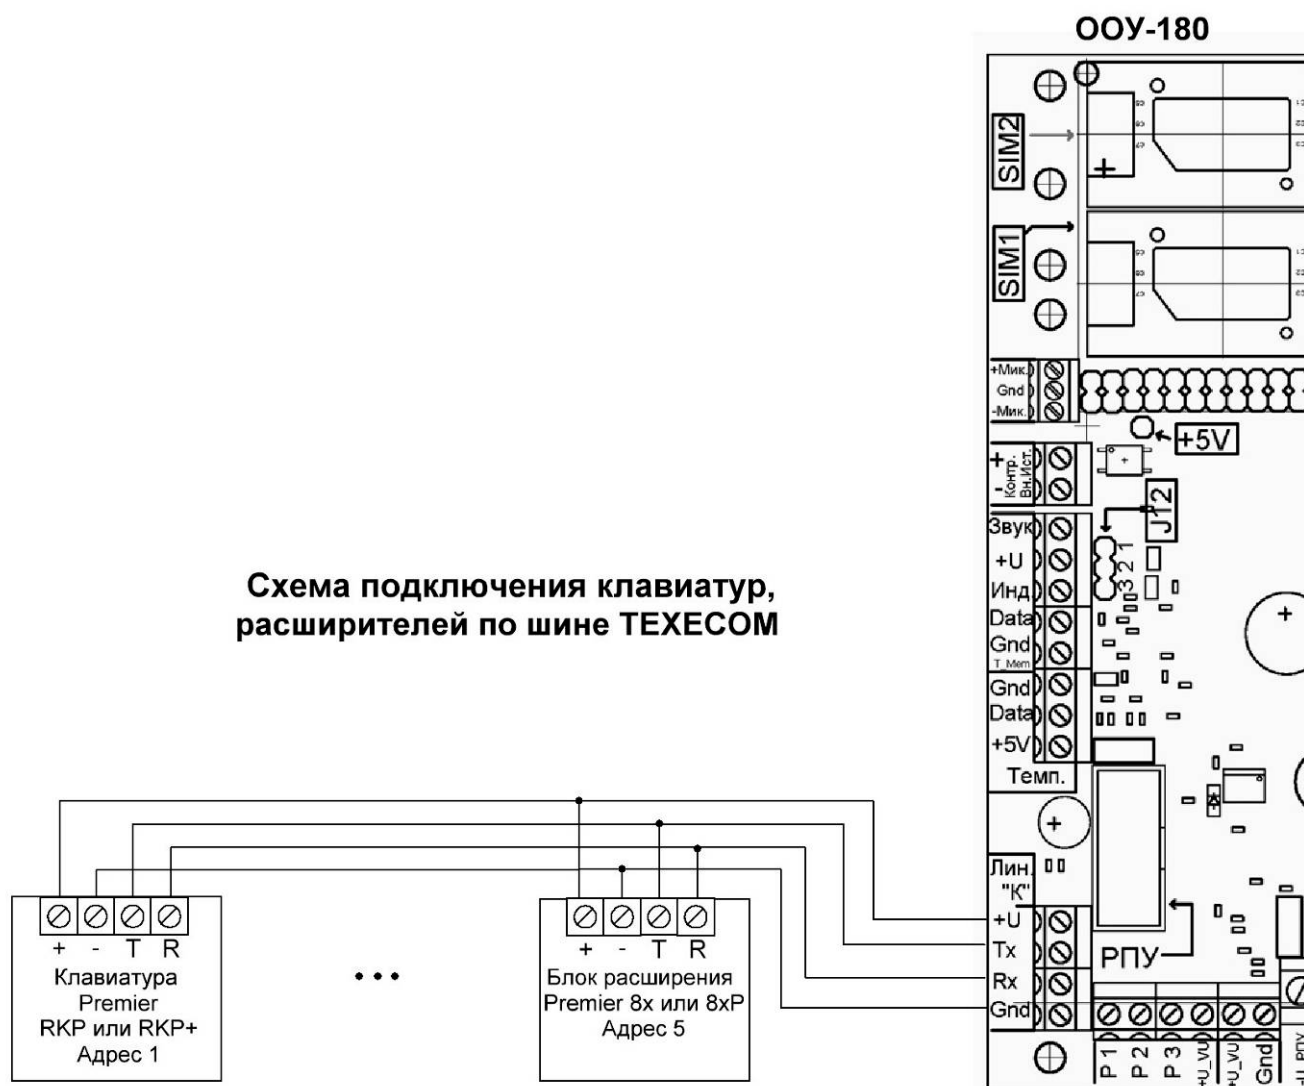 ООУ-180
SIM2
SIM1
+Мик.
Gnd
-Мик.
+5V
+
-
Контр.
Вн.Ист.
J12
Звук
+U
Инд
1
2
3
Data
Gnd
T_Mem
Gnd
Data
+5V
Темп.
Схема подключения клавиатур,
расширителей по шине TEXECOM
Лин.
"К"
+U
Tx
Rx
Gnd
РПУ
+ - T R
Клавиатура
Premier
RKP или RKP+
Адрес 1
...
+ - T R
Блок расширения
Premier 8x или 8xP
Адрес 5
P 1
P 2
P 3
+U_VU
+U_VU
Gnd